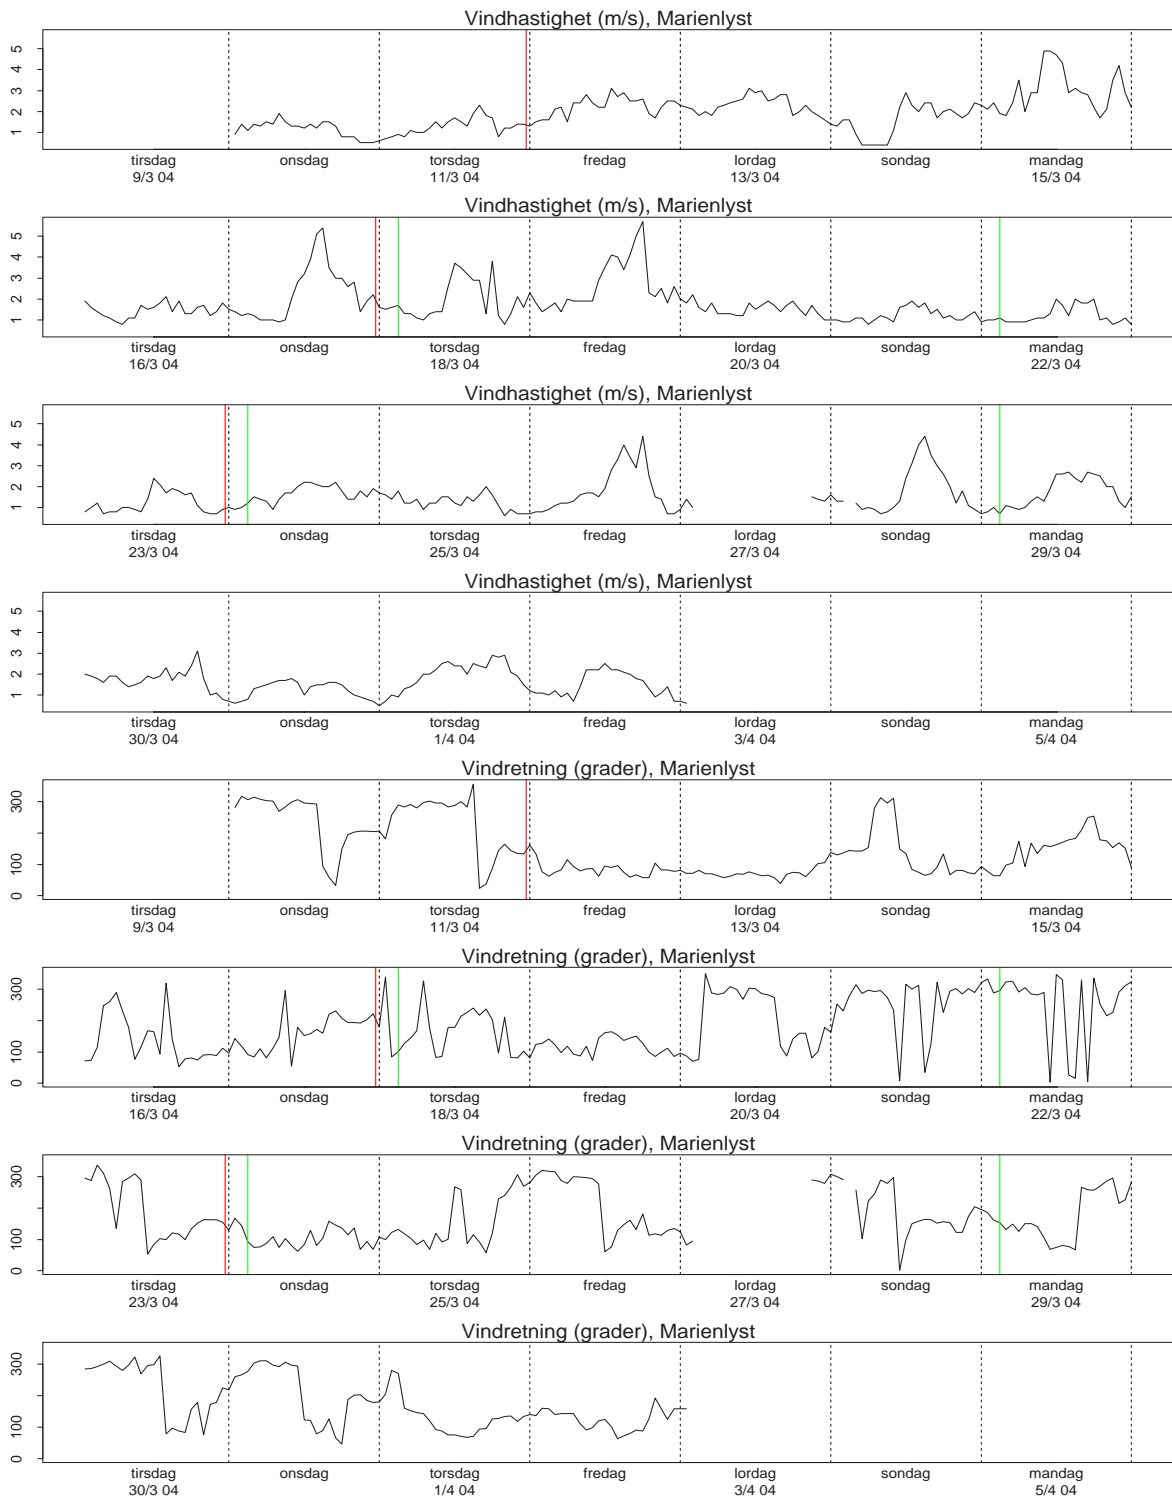 Vindhastighet (m/s), Marienlyst
1 2 3 4 5
tirsdag onsdag torsdag fredag lordag sondag mandag
9/3 04 11/3 04 13/3 04 15/3 04
Vindhastighet (m/s), Marienlyst
1 2 3 4 5
tirsdag onsdag torsdag fredag lordag sondag mandag
16/3 04 18/3 04 20/3 04 22/3 04
Vindhastighet (m/s), Marienlyst
1 2 3 4 5
tirsdag onsdag torsdag fredag lordag sondag mandag
23/3 04 25/3 04 27/3 04 29/3 04
Vindhastighet (m/s), Marienlyst
1 2 3 4 5
tirsdag onsdag torsdag fredag lordag sondag mandag
30/3 04 1/4 04 3/4 04 5/4 04
Vindretning (grader), Marienlyst
0 100 300
tirsdag onsdag torsdag fredag lordag sondag mandag
9/3 04 11/3 04 13/3 04 15/3 04
Vindretning (grader), Marienlyst
0 100 300
tirsdag onsdag torsdag fredag lordag sondag mandag
16/3 04 18/3 04 20/3 04 22/3 04
Vindretning (grader), Marienlyst
0 100 300
tirsdag onsdag torsdag fredag lordag sondag mandag
23/3 04 25/3 04 27/3 04 29/3 04
Vindretning (grader), Marienlyst
0 100 300
tirsdag onsdag torsdag fredag lordag sondag mandag
30/3 04 1/4 04 3/4 04 5/4 04